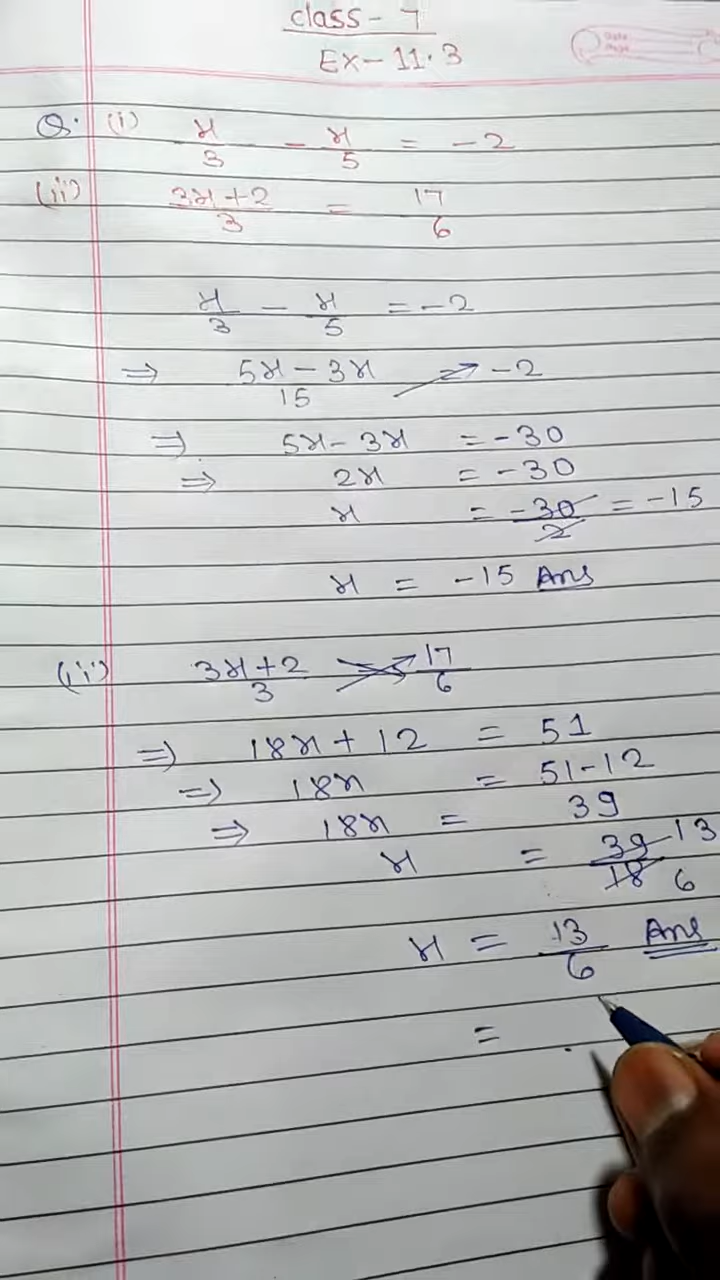 class - 7
Ex - 11.3
Q. (i) x/3 - x/5 = -2
(ii) 3x+2/3 = 17/6
x/3 - x/5 = -2
⇒ 5x-3x/15 = -2
⇒ 5x-3x = -30
⇒ 2x = -30
x = -30/2 = -15
x = -15 Ans
(ii) 3x+2/3 = 17/6
⇒ 18x + 12 = 51
⇒ 18x = 51-12
⇒ 18x = 39
x = 39/18 13 6
x = 13/6 Ans
=